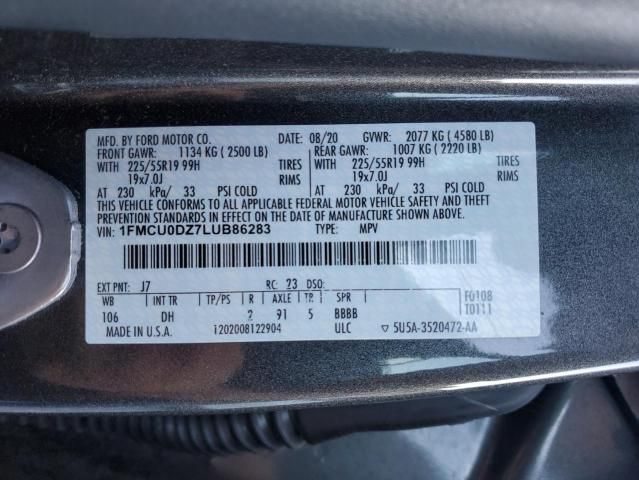 MFD. BY FORD MOTOR CO. DATE: 08/20 GVWR: 2077 KG ( 4580 LB)
FRONT GAWR: 1134 KG ( 2500 LB) REAR GAWR: 1007 KG ( 2220 LB)
WITH 225/55R19 99H TIRES WITH 225/55R19 99H TIRES
19x7.0J RIMS 19x7.0J RIMS
AT 230 kPa/ 33 PSI COLD AT 230 kPa/ 33 PSI COLD
THIS VEHICLE CONFORMS TO ALL APPLICABLE FEDERAL MOTOR VEHICLE SAFETY AND THEFT
PREVENTION STANDARDS IN EFFECT ON THE DATE OF MANUFACTURE SHOWN ABOVE.
VIN: 1FMCU0DZ7LUB86283 TYPE: MPV
EXT PNT: J7 RC: 23 DSO:
WB INT TR TP/PS R AXLE TR SPR F0108
106 DH 2 91 5 BBBB T0111
MADE IN U.S.A. 1202008122904 ULC ▽ 5U5A-3520472-AA